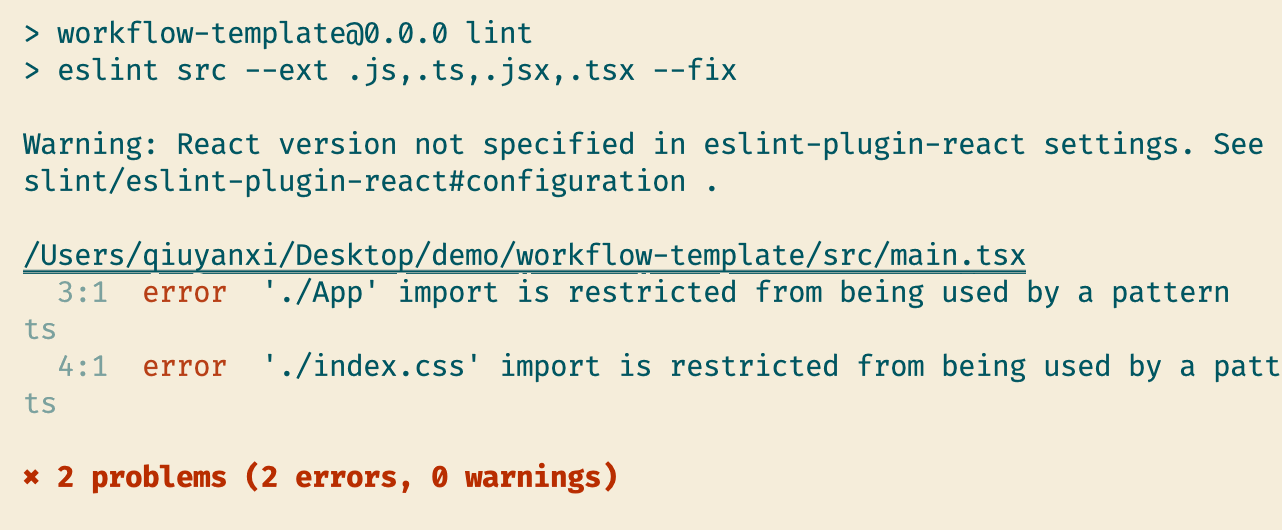 > workflow-template@0.0.0 lint
> eslint src --ext .js,.ts,.jsx,.tsx --fix
Warning: React version not specified in eslint-plugin-react settings. See
slint/eslint-plugin-react#configuration .
/Users/qiuyanxi/Desktop/demo/workflow-template/src/main.tsx
3:1 error './App' import is restricted from being used by a pattern
ts
4:1 error './index.css' import is restricted from being used by a patt
ts
✖ 2 problems (2 errors, 0 warnings)